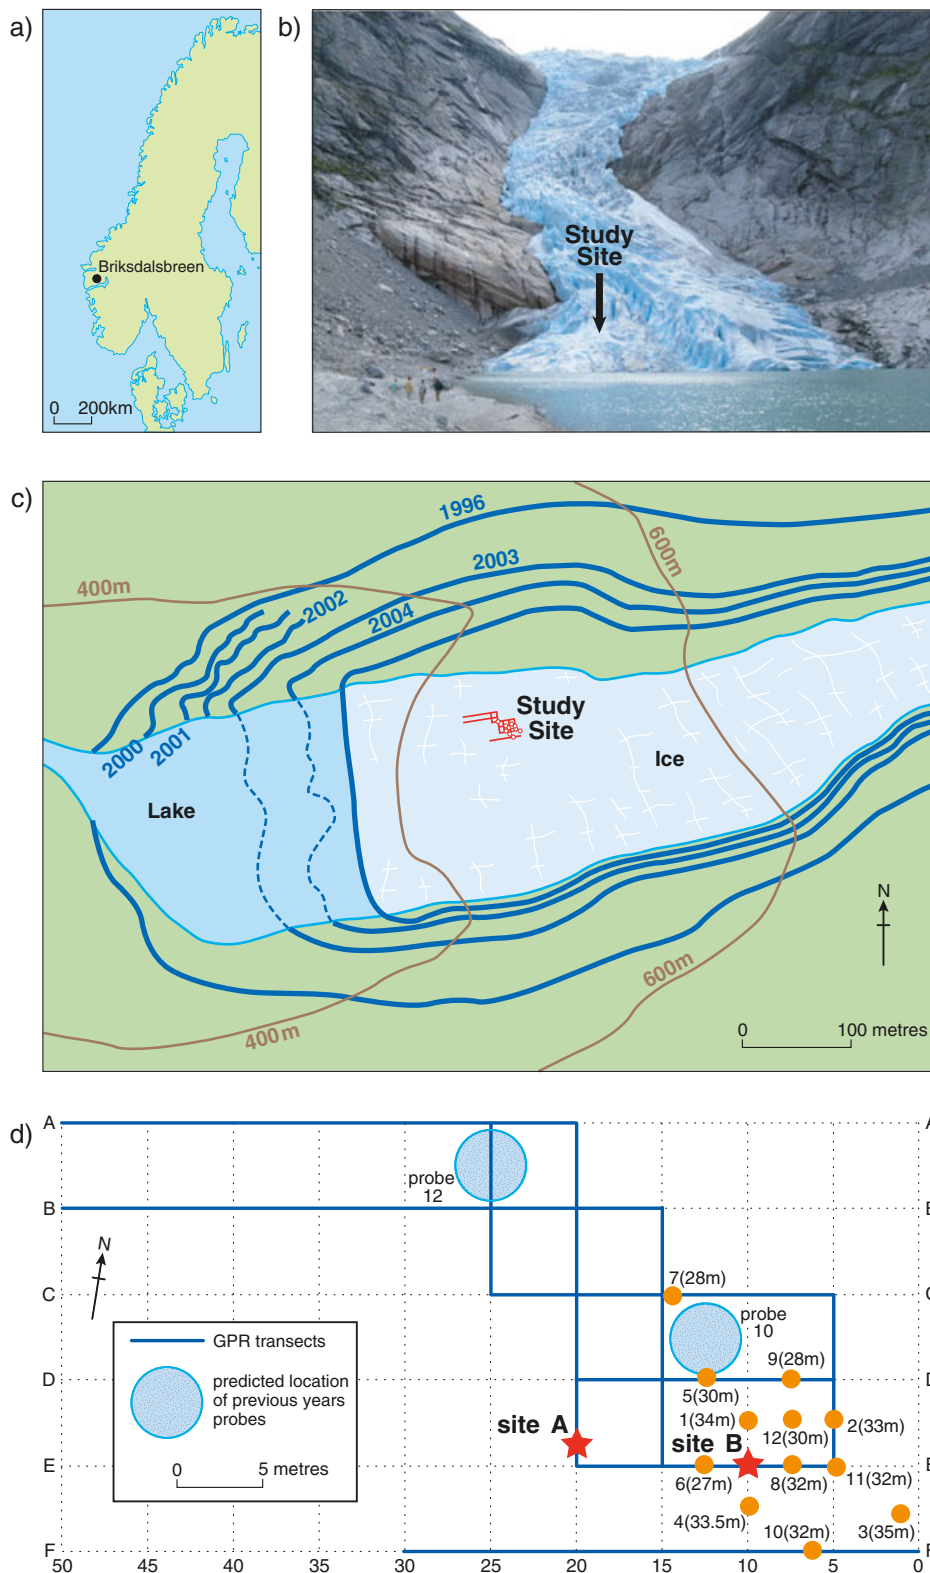 a)
Briksdalsbreen
0 200km
b)
Study
Site
c)
1996
600m
2003
400m
2002
2004
2000
2001
Study
Site
Ice
Lake
N
600m
400m
0 100 metres
d)
A
A
probe
12
B
N
C
7(28m)
probe
10
9(28m)
GPR transects
predicted location
of previous years
probes
0 5 metres
D
5(30m)
1(34m)
12(30m)
2(33m)
site A
site B
E
6(27m)
8(32m)
11(32m)
4(33.5m)
10(32m)
3(35m)
F
50 45 40 35 30 25 20 15 10 5 0